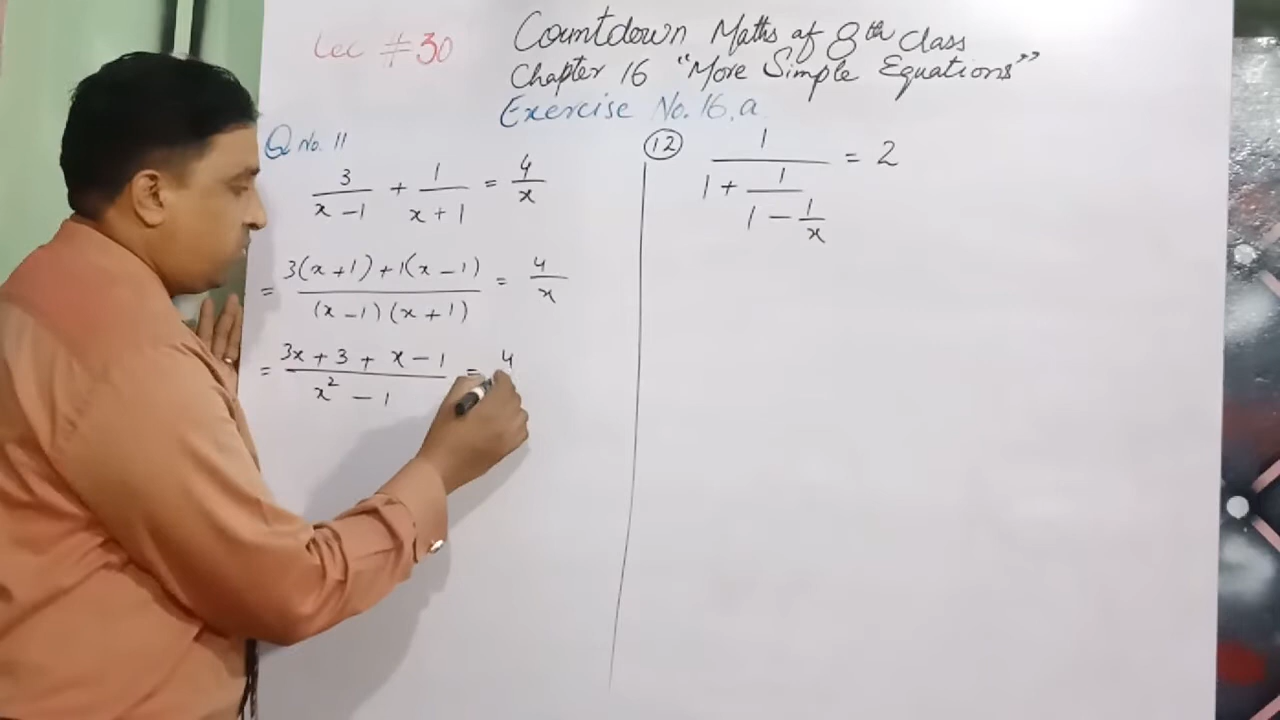 Lec # 30
Countdown Maths of 8th Class
Chapter 16 "More Simple Equations"
Exercise No. 16.a
Q No. 11
3/(x-1) + 1/(x+1) = 4/x
= (3(x+1)+1(x-1))/((x-1)(x+1)) = 4/x
= (3x+3+x-1)/(x²-1) = 4
12
1/(1+1/(1-1/x)) = 2